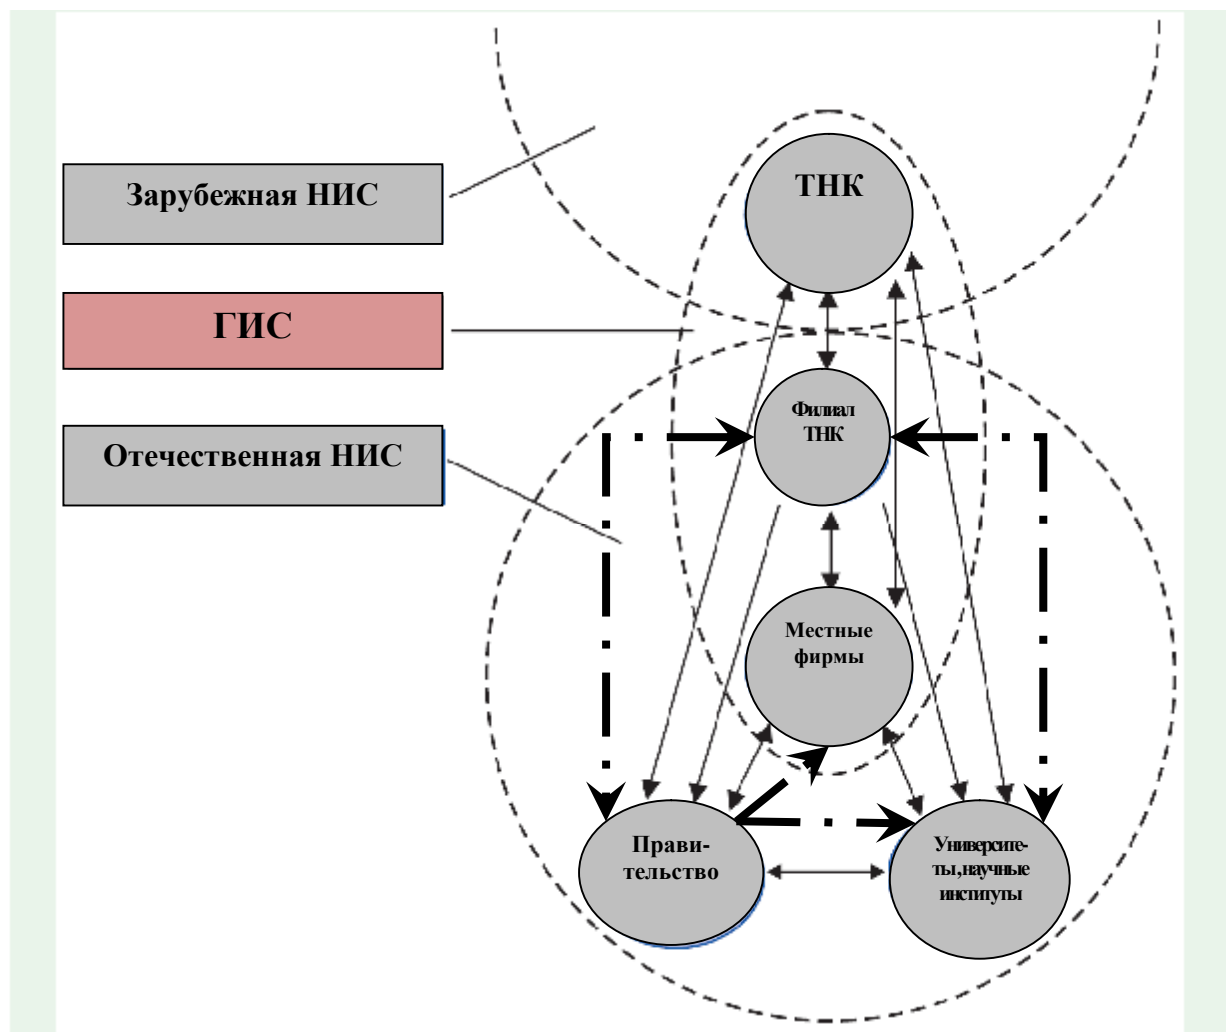 Зарубежная НИС
ТНК
ГИС
Филиал
ТНК
Отечественная НИС
Местные
фирмы
Прави-
тельство
Университе-
ты, научные
институты